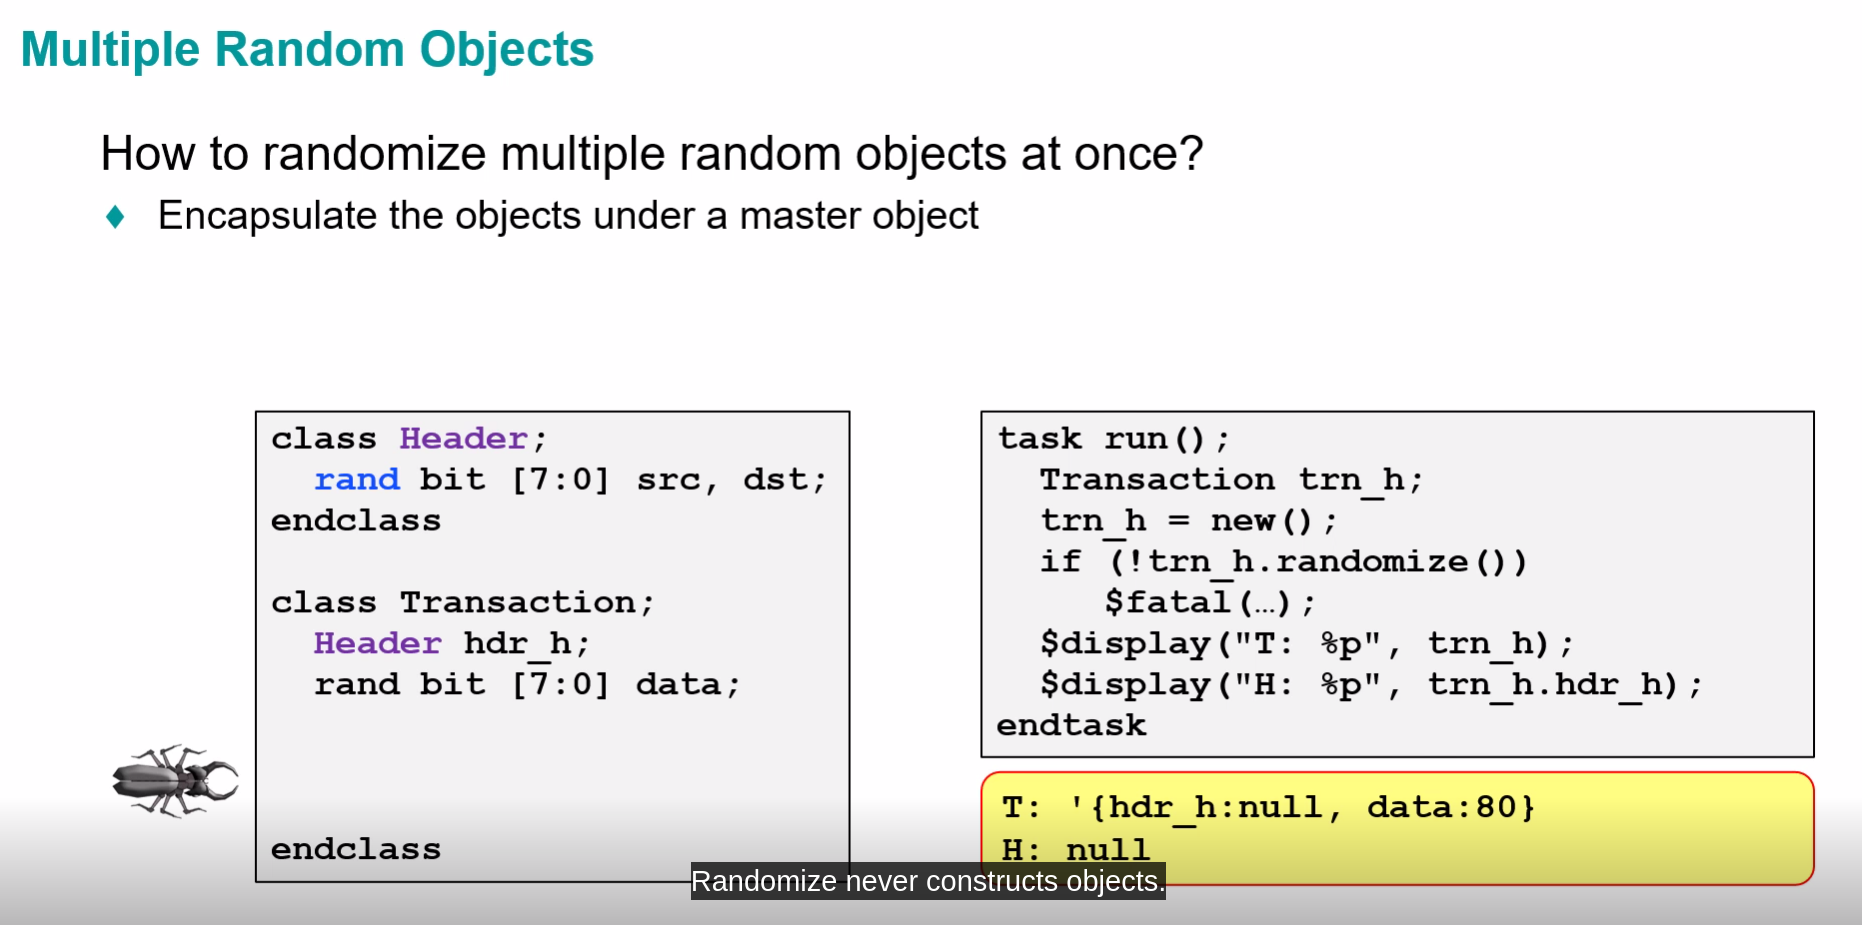 Multiple Random Objects
How to randomize multiple random objects at once?
♦ Encapsulate the objects under a master object
class Header;
  rand bit [7:0] src, dst;
endclass

class Transaction;
  Header hdr_h;
  rand bit [7:0] data;
endclass
task run();
  Transaction trn_h;
  trn_h = new();
  if (!trn_h.randomize())
     $fatal(…);
  $display("T: %p", trn_h);
  $display("H: %p", trn_h.hdr_h);
endtask
T: '{hdr_h:null, data:80}
H: null
Randomize never constructs objects.